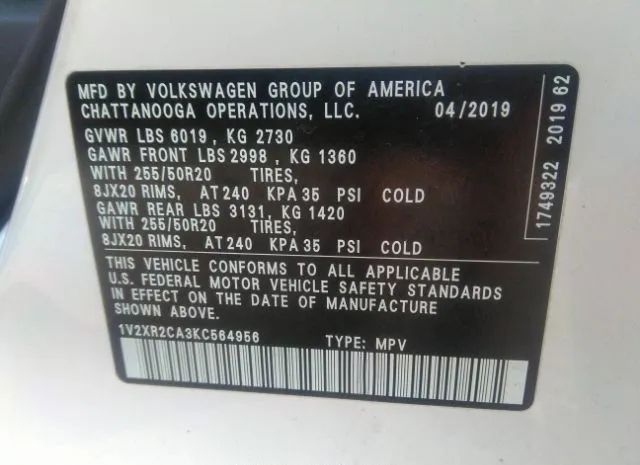 MFD BY VOLKSWAGEN GROUP OF AMERICA
CHATTANOOGA OPERATIONS, LLC. 04/2019
GVWR LBS 6019, KG 2730
GAWR FRONT LBS 2998, KG 1360
WITH 255/50R20 TIRES,
8JX20 RIMS, AT 240 KPA 35 PSI COLD
GAWR REAR LBS 3131, KG 1420
WITH 255/50R20 TIRES,
8JX20 RIMS, AT 240 KPA 35 PSI COLD
THIS VEHICLE CONFORMS TO ALL APPLICABLE
U.S. FEDERAL MOTOR VEHICLE SAFETY STANDARDS
IN EFFECT ON THE DATE OF MANUFACTURE
SHOWN ABOVE.
1V2XR2CA3KC564956 TYPE: MPV
1749322 2019 62